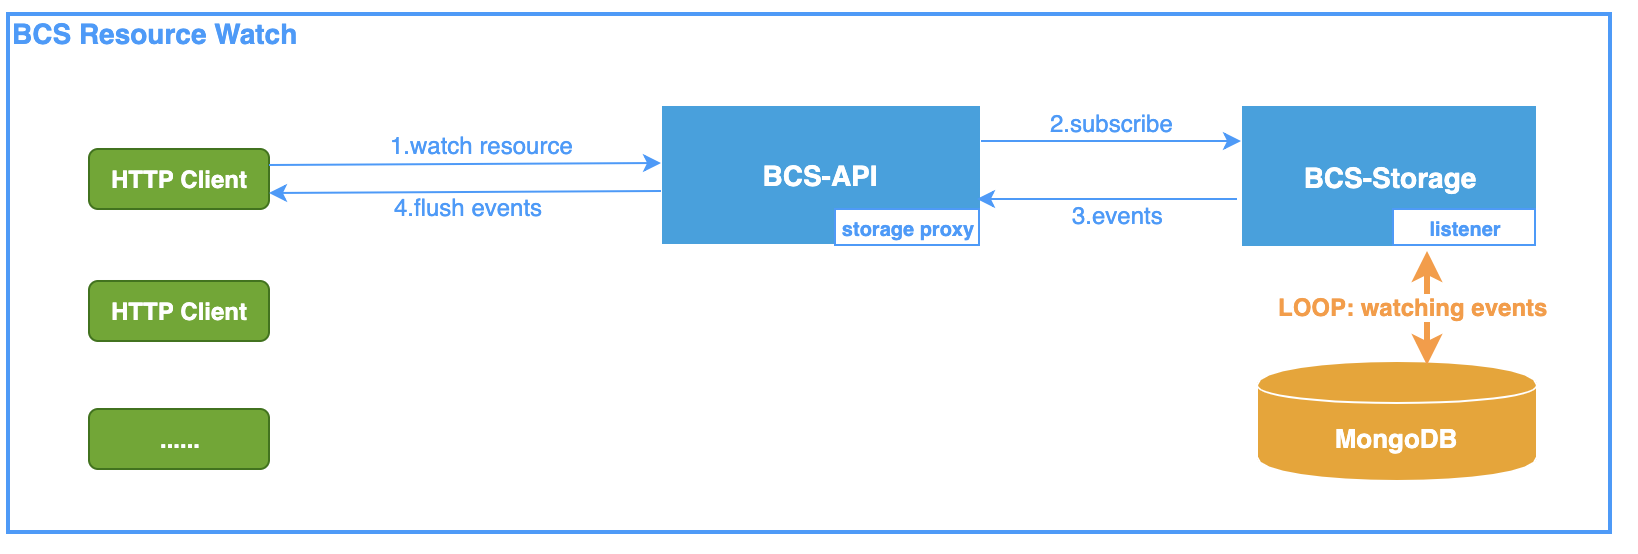 BCS Resource Watch
HTTP Client
1.watch resource
4.flush events
BCS-API
storage proxy
2.subscribe
3.events
BCS-Storage
listener
HTTP Client
LOOP: watching events
......
MongoDB